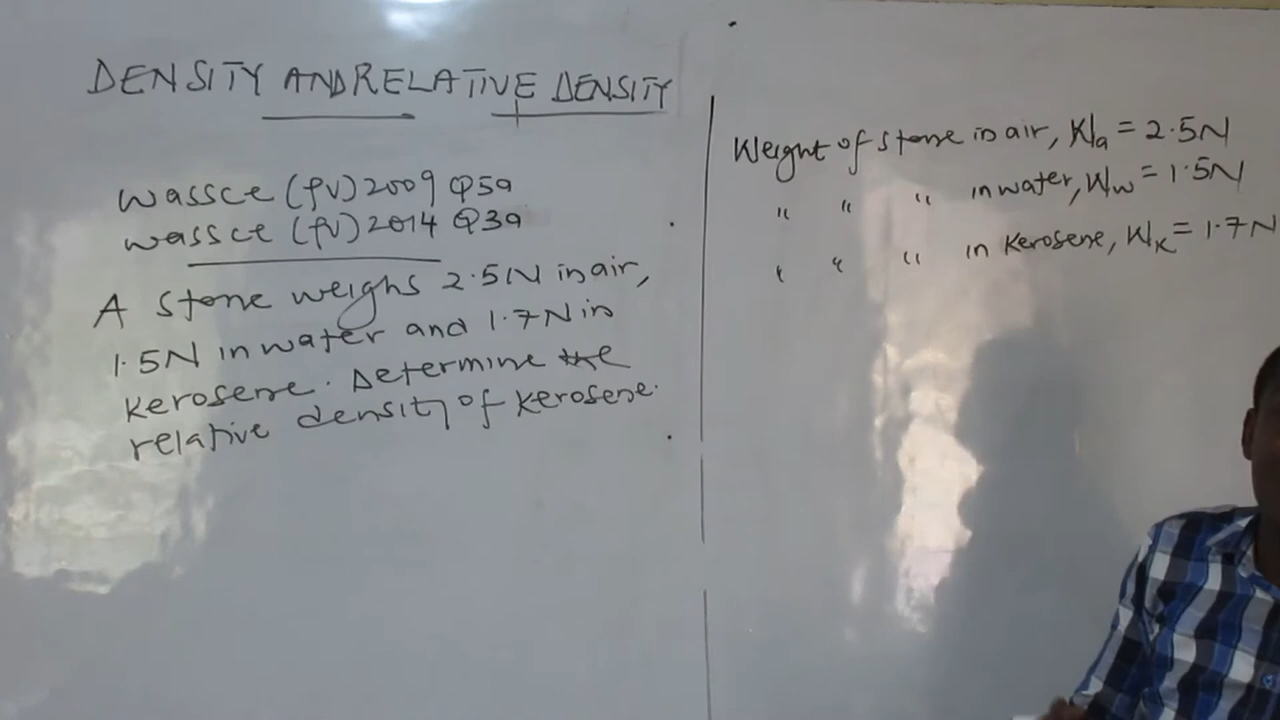 DENSITY AND RELATIVE DENSITY
wassce (pv) 2009 Q5a
wassce (pv) 2014 Q3a
A stone weighs 2.5N in air,
1.5N in water and 1.7N in
kerosene. Determine the
relative density of kerosene.
Weight of stone in air, Wa = 2.5N
" " " in water, Ww = 1.5N
" " " in kerosene, WK = 1.7N